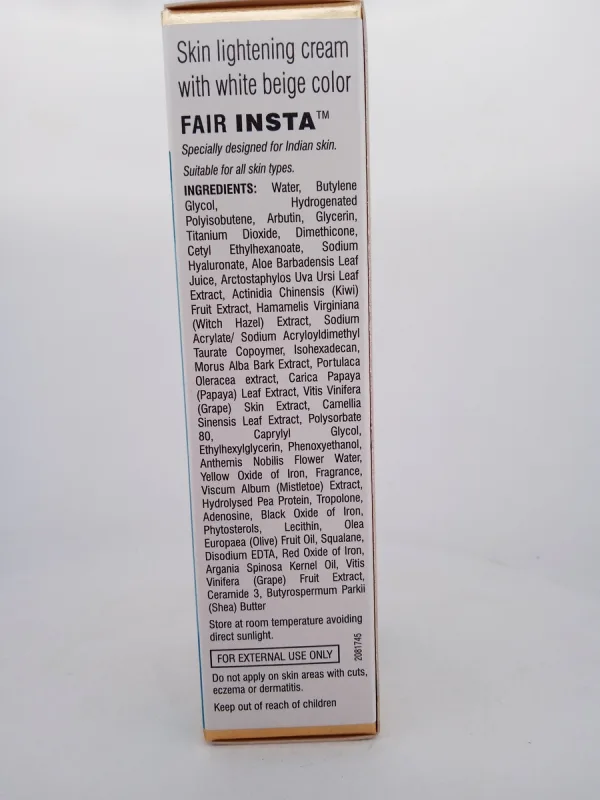 Skin lightening cream
with white beige color
FAIR INSTA™
Specially designed for Indian skin.
Suitable for all skin types.
INGREDIENTS: Water, Butylene
Glycol, Hydrogenated
Polyisobutene, Arbutin, Glycerin,
Titanium Dioxide, Dimethicone,
Cetyl Ethylhexanoate, Sodium
Hyaluronate, Aloe Barbadensis Leaf
Juice, Arctostaphylos Uva Ursi Leaf
Extract, Actinidia Chinensis (Kiwi)
Fruit Extract, Hamamelis Virginiana
(Witch Hazel) Extract, Sodium
Acrylate/ Sodium Acryloyldimethyl
Taurate Copoymer, Isohexadecan,
Morus Alba Bark Extract, Portulaca
Oleracea extract, Carica Papaya
(Papaya) Leaf Extract, Vitis Vinifera
(Grape) Skin Extract, Camellia
Sinensis Leaf Extract, Polysorbate
80, Caprylyl Glycol,
Ethylhexylglycerin, Phenoxyethanol,
Anthemis Nobilis Flower Water,
Yellow Oxide of Iron, Fragrance,
Viscum Album (Mistletoe) Extract,
Hydrolysed Pea Protein, Tropolone,
Adenosine, Black Oxide of Iron,
Phytosterols, Lecithin, Olea
Europaea (Olive) Fruit Oil, Squalane,
Disodium EDTA, Red Oxide of Iron,
Argania Spinosa Kernel Oil, Vitis
Vinifera (Grape) Fruit Extract,
Ceramide 3, Butyrospermum Parkii
(Shea) Butter
Store at room temperature avoiding
direct sunlight.
FOR EXTERNAL USE ONLY
2081745
Do not apply on skin areas with cuts,
eczema or dermatitis.
Keep out of reach of children